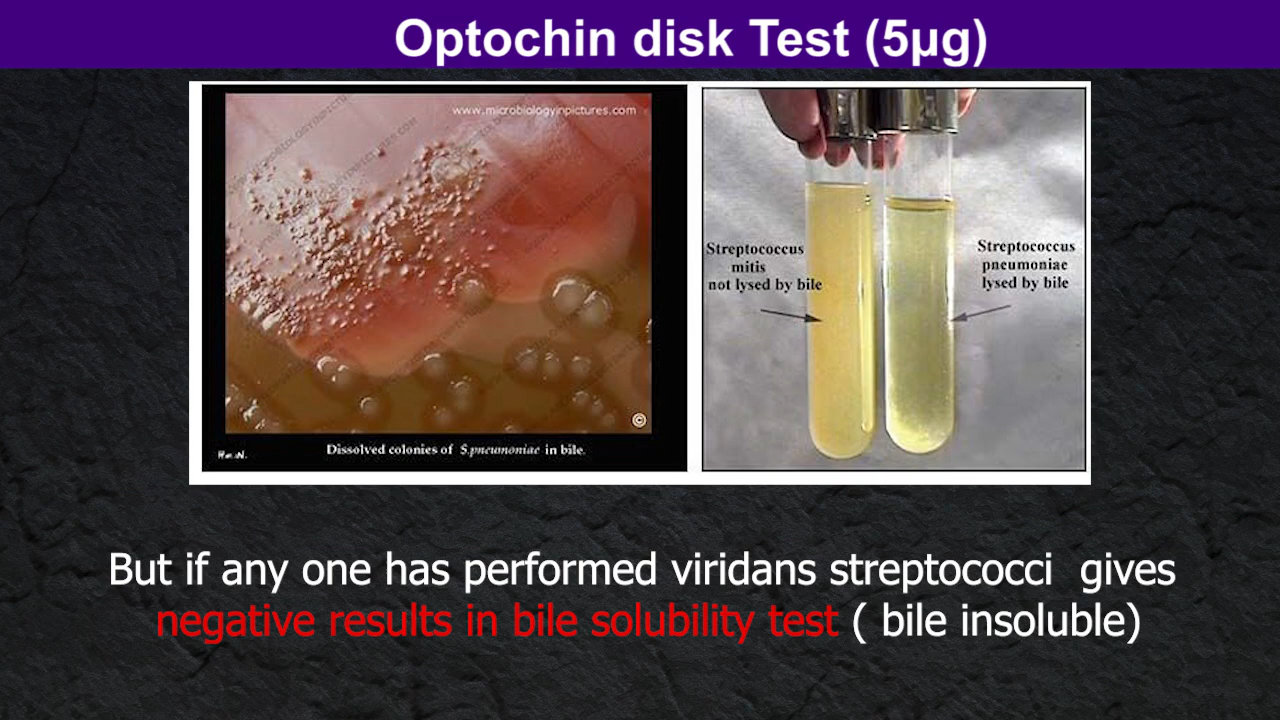 Optochin disk Test (5µg)
www.microbiologyinpictures.com
©
Dissolved colonies of S.pneumoniae in bile.
Streptococcus
mitis
not lysed by bile
Streptococcus
pneumoniae
lysed by bile
But if any one has performed viridans streptococci gives
negative results in bile solubility test ( bile insoluble)